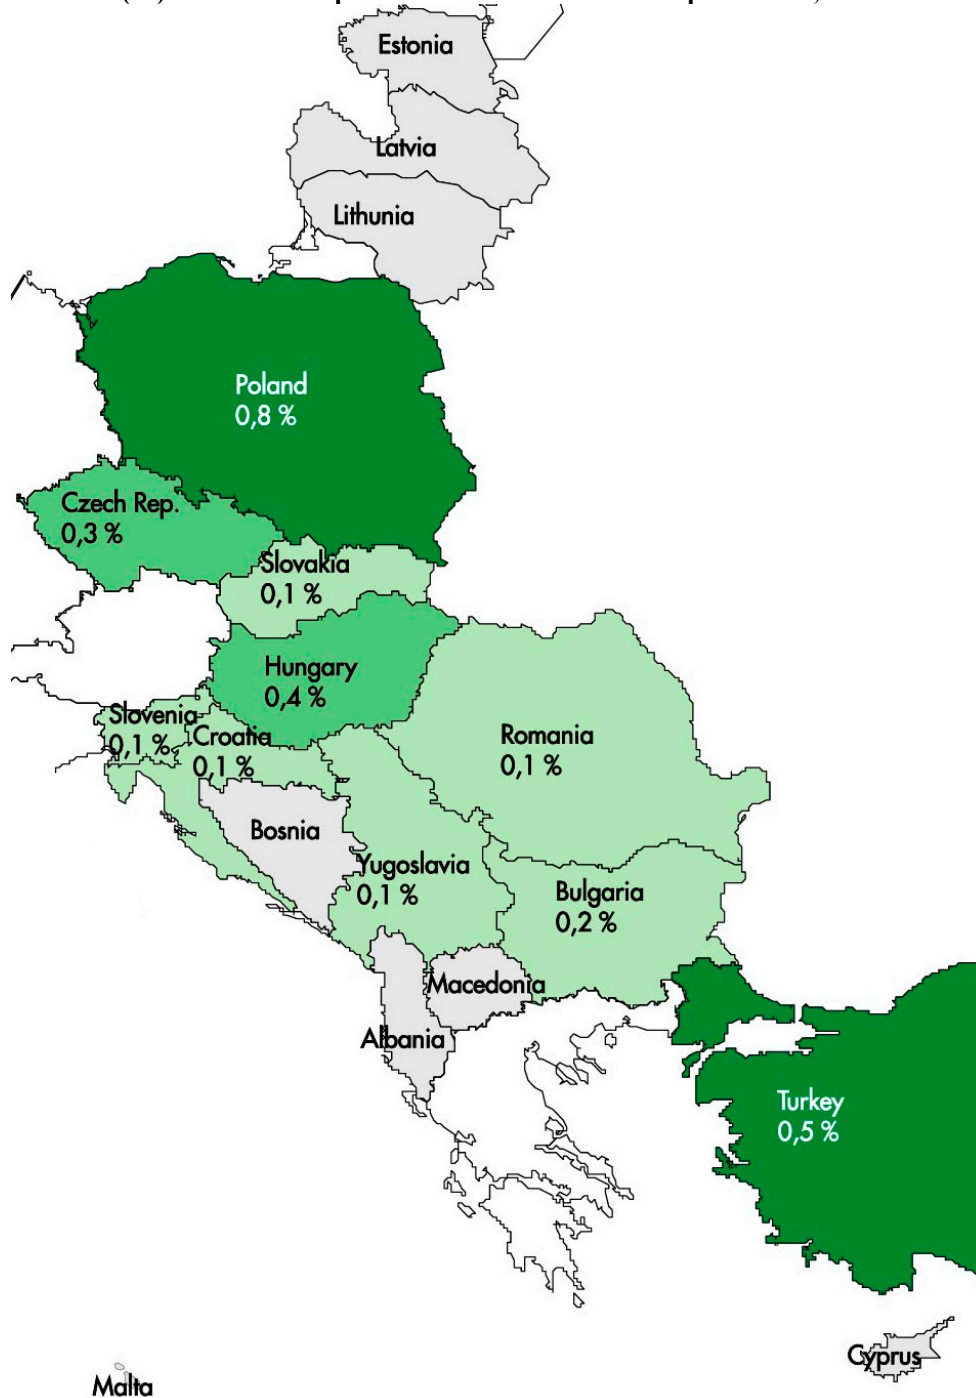 Estonia
Latvia
Lithunia
Poland
0,8 %
Czech Rep.
0,3 %
Slovakia
0,1 %
Hungary
0,4 %
Slovenia
0,1 %
Croatia
0,1 %
Romania
0,1 %
Bosnia
Yugoslavia
0,1 %
Bulgaria
0,2 %
Macedonia
Albania
Turkey
0,5 %
Cyprus
Malta